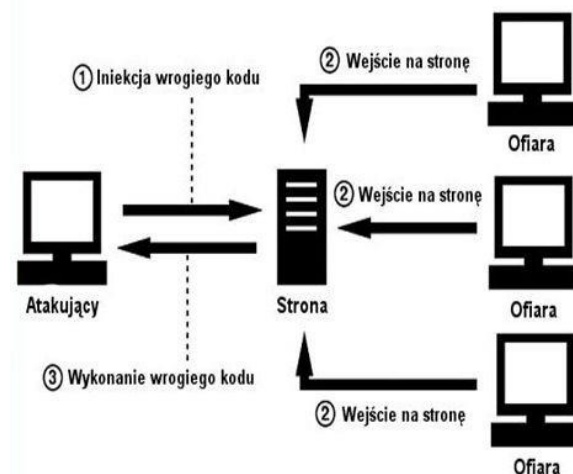 ① Iniekcja wrogiego kodu
② Wejście na stronę
Ofiara
② Wejście na stronę
Atakujący
Strona
Ofiara
③ Wykonanie wrogiego kodu
② Wejście na stronę
Ofiara